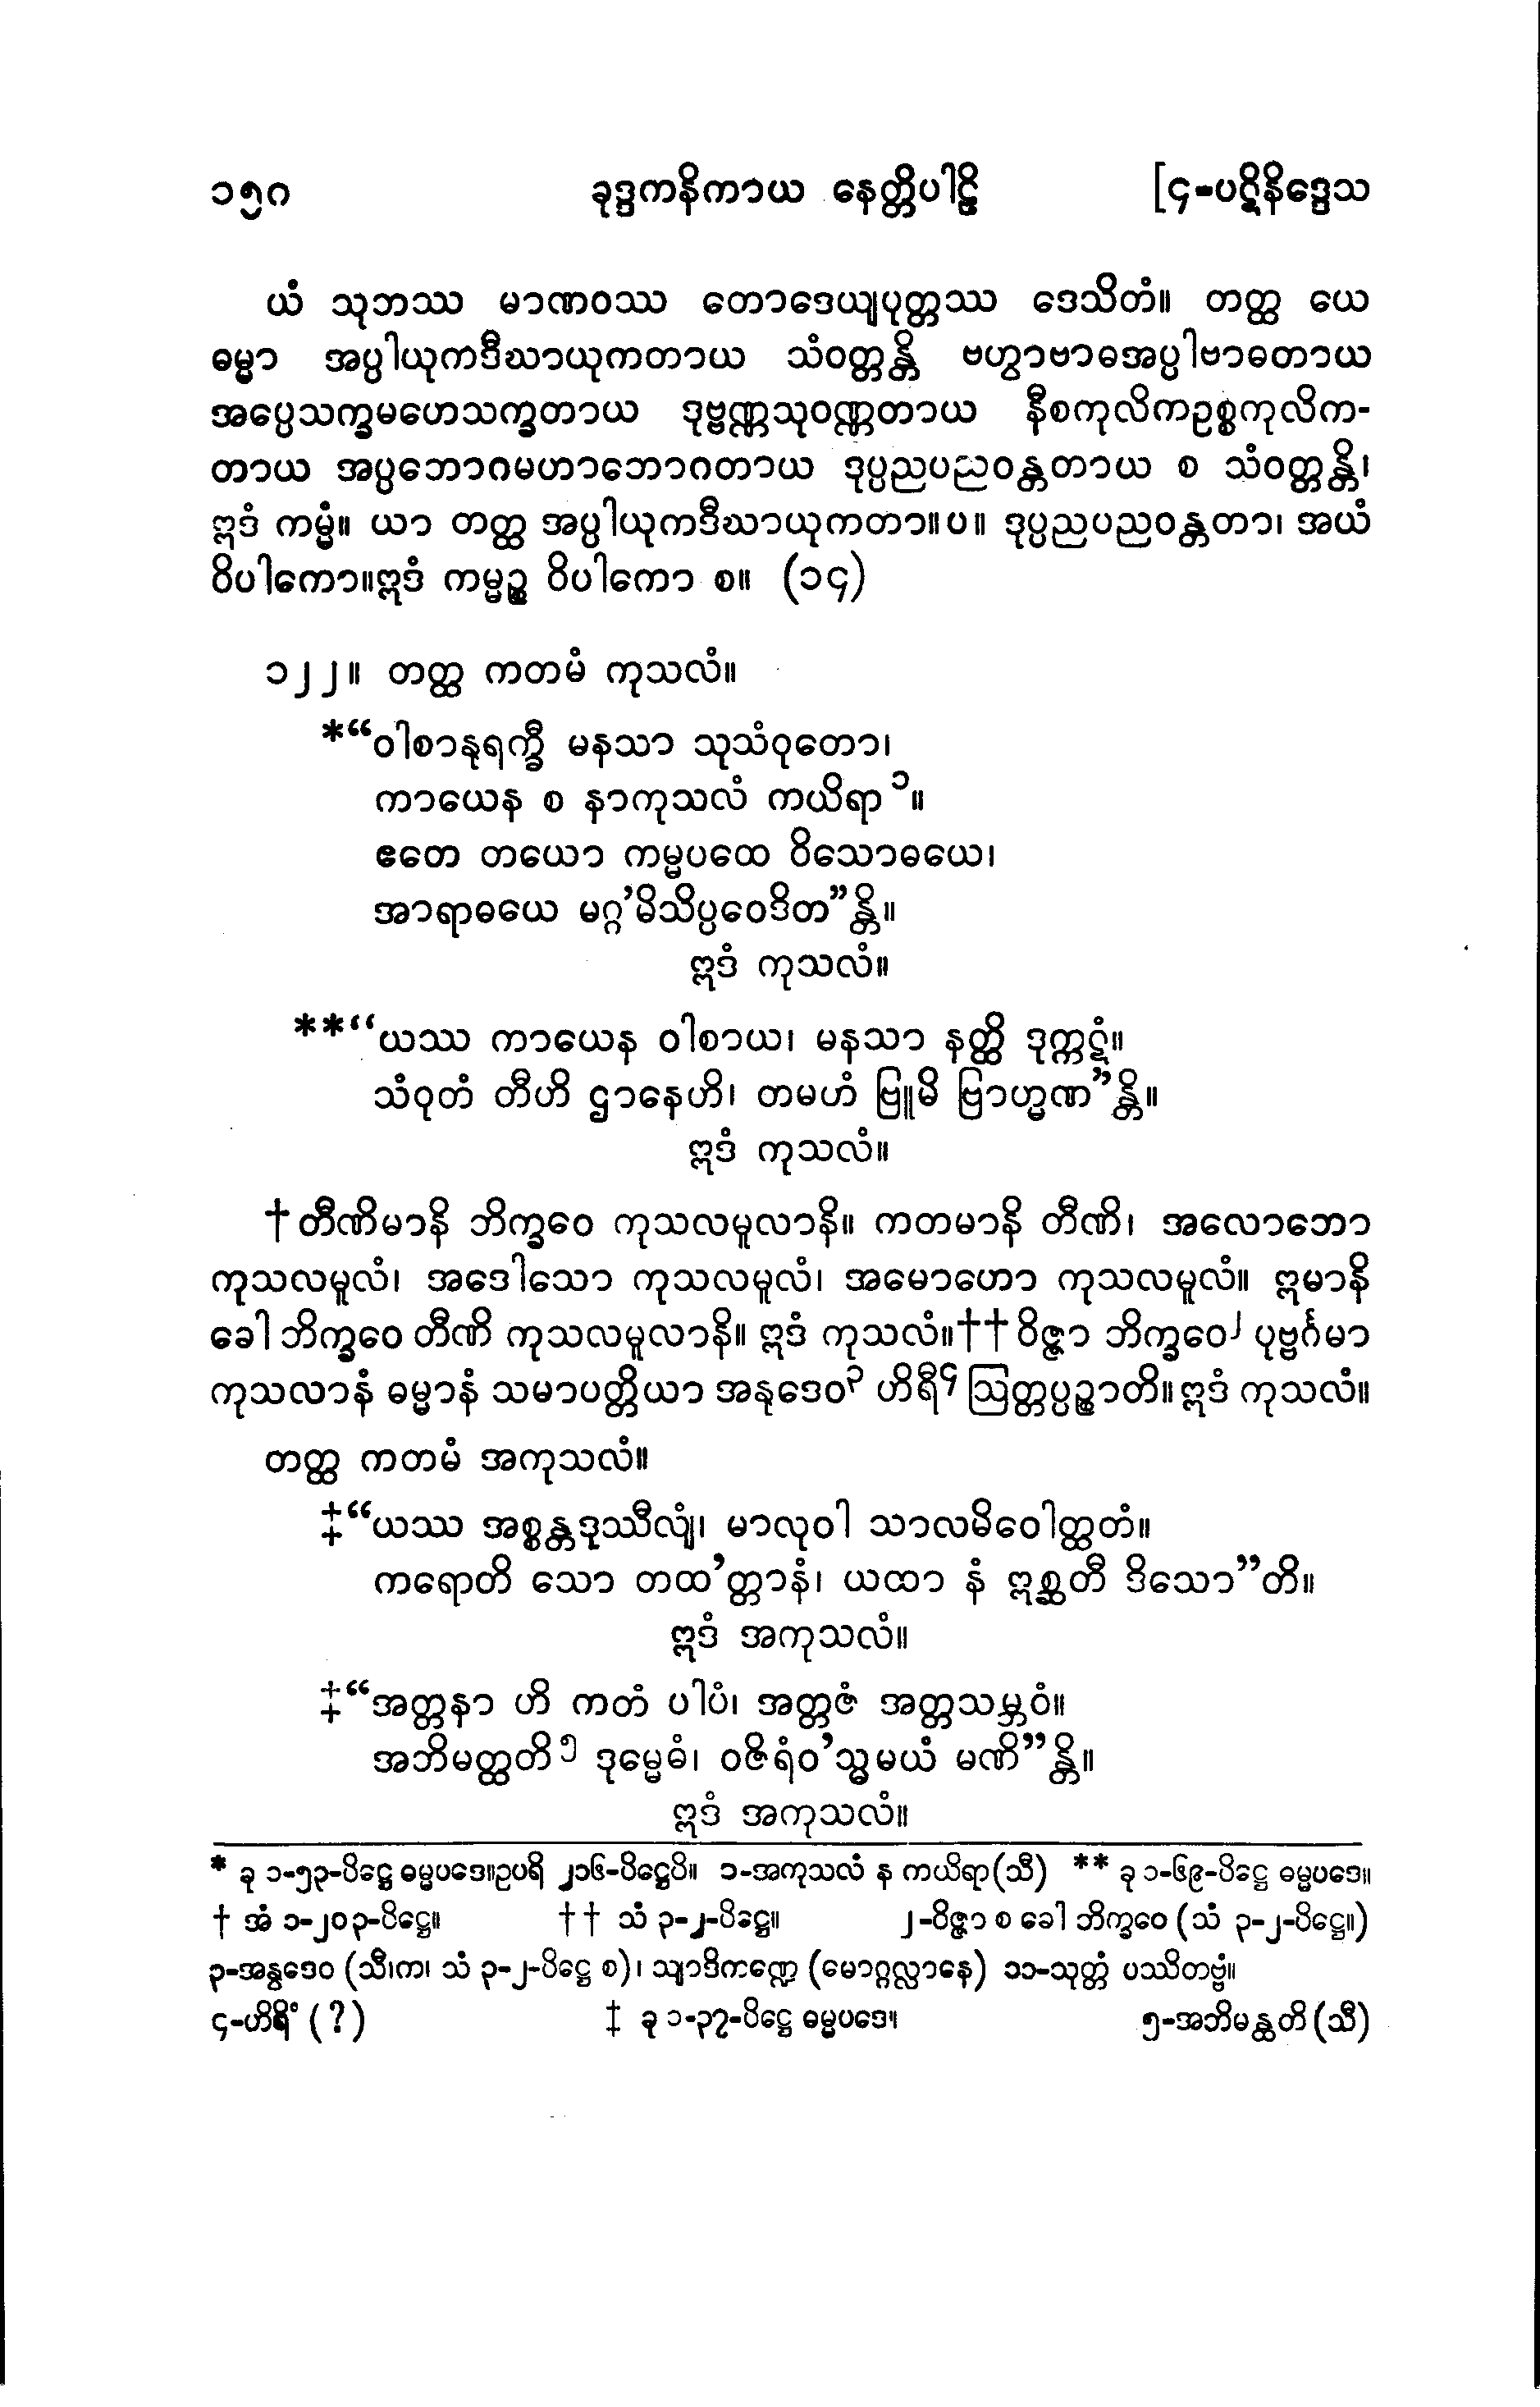 ၁၅၈ ခုဒ္ဒကနိကာယ နေတ္တိပါဠိ [၄-ပဋိနိဒ္ဒေသ
ယံ သုဘဿ မာဏဝဿ တောဒေယျပုတ္တဿ ဒေသိတံ။ တတ္ထ ယေ
ဓမ္မာ အပ္ပါယုကဒီဃာယုကတာယ သံဝတ္တန္တိ ဗဟွာဗာဓအပ္ပါဗာဓတာယ
အပ္ပေသက္ခမဟေသက္ခတာယ ဒုဗ္ဗဏ္ဏသုဝဏ္ဏတာယ နီစကုလိကဥစ္စကုလိက-
တာယ အပ္ပဘောဂမဟာဘောဂတာယ ဒုပ္ပညပညဝန္တတာယ စ သံဝတ္တန္တိ၊
ဣဒံ ကမ္မံ။ ယာ တတ္ထ အပ္ပါယုကဒီဃာယုကတာ။ပ။ ဒုပ္ပညပညဝန္တတာ၊ အယံ
ဝိပါကော။ဣဒံ ကမ္မဉ္စ ဝိပါကော စ။ (၁၄)
၁၂၂။ တတ္ထ ကတမံ ကုသလံ။
*“ဝါစာနုရက္ခီ မနသာ သုသံဝုတော၊
ကာယေန စ နာကုသလံ ကယိရာ ၁။
ဧတေ တယော ကမ္မပထေ ဝိသောဓယေ၊
အာရာဓယေ မဂ္ဂ’မိသိပ္ပဝေဒိတ”န္တိ။
ဣဒံ ကုသလံ။
**“ယဿ ကာယေန ဝါစာယ၊ မနသာ နတ္ထိ ဒုက္ကဋံ။
သံဝုတံ တီဟိ ဌာနေဟိ၊ တမဟံ ဗြူမိ ဗြာဟ္မဏ”န္တိ။
ဣဒံ ကုသလံ။
† တီဏိမာနိ ဘိက္ခဝေ ကုသလမူလာနိ။ ကတမာနိ တီဏိ၊ အလောဘော
ကုသလမူလံ၊ အဒေါသော ကုသလမူလံ၊ အမောဟော ကုသလမူလံ။ ဣမာနိ
ခေါ ဘိက္ခဝေ တီဏိ ကုသလမူလာနိ။ ဣဒံ ကုသလံ။†† ဝိဇ္ဇာ ဘိက္ခဝေ၂ ပုဗ္ဗင်္ဂမာ
ကုသလာနံ ဓမ္မာနံ သမာပတ္တိယာ အနုဒေဝ၃ ဟိရီ၄ ဩတ္တပ္ပဉ္စာတိ။ဣဒံ ကုသလံ။
တတ္ထ ကတမံ အကုသလံ။
‡“ယဿ အစ္စန္တဒုဿီလျံ၊ မာလုဝါ သာလမိဝေါတ္ထတံ။
ကရောတိ သော တထ’တ္တာနံ၊ ယထာ နံ ဣစ္ဆတီ ဒိသော”တိ။
ဣဒံ အကုသလံ။
‡“အတ္တနာ ဟိ ကတံ ပါပံ၊ အတ္တဇံ အတ္တသမ္ဘဝံ။
အဘိမတ္ထတိ ၅ ဒုမ္မေဓံ၊ ဝဇိရံဝ’သ္မမယံ မဏိ”န္တိ။
ဣဒံ အကုသလံ။
* ခု ၁-၅၃-ပိဋ္ဌေ ဓမ္မပဒေ။ဥပရိ ၂၁၆-ပိဋ္ဌေပိ။ ၁-အကုသလံ န ကယိရာ(သီ) ** ခု ၁-၆၉-ပိဋ္ဌေ ဓမ္မပဒေ။
† အံ ၁-၂၀၃-ပိဋ္ဌေ။ †† သံ ၃-၂-ပိဋ္ဌေ။ ၂-ဝိဇ္ဇာ စ ခေါ ဘိက္ခဝေ (သံ ၃-၂-ပိဋ္ဌေ။)
၃-အနွဒေဝ (သီ၊က၊ သံ ၃-၂-ပိဋ္ဌေ စ)၊ သျာဒိကဏ္ဍေ (မောဂ္ဂလ္လာနေ) ၁၁-သုတ္တံ ပဿိတဗ္ဗံ။
၄-ဟိရိံ (?) ‡ ခု ၁-၃၇-ပိဋ္ဌေ ဓမ္မပဒေ။ ၅-အဘိမန္ထတိ (သီ)